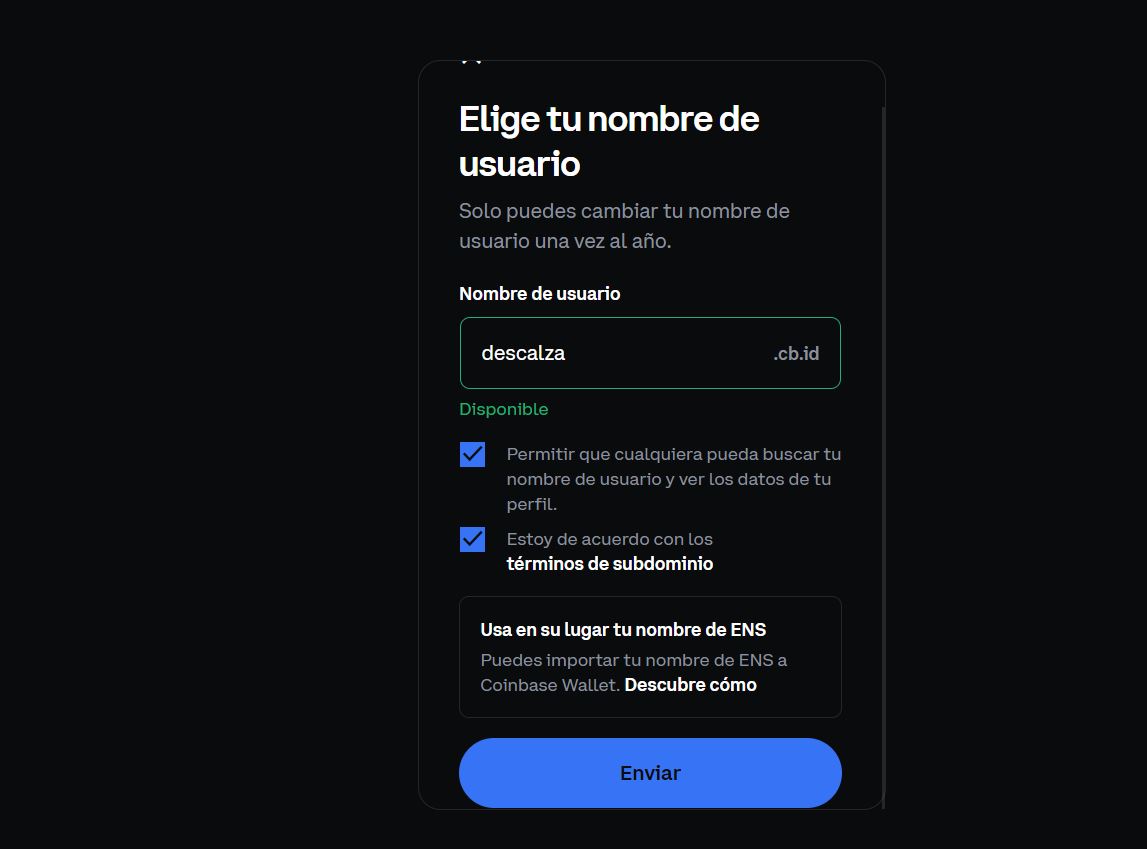 Elige tu nombre de
usuario
Solo puedes cambiar tu nombre de
usuario una vez al año.
Nombre de usuario
descalza .cb.id
Disponible
Permitir que cualquiera pueda buscar tu
nombre de usuario y ver los datos de tu
perfil.
Estoy de acuerdo con los
términos de subdominio
Usa en su lugar tu nombre de ENS
Puedes importar tu nombre de ENS a
Coinbase Wallet. Descubre cómo
Enviar